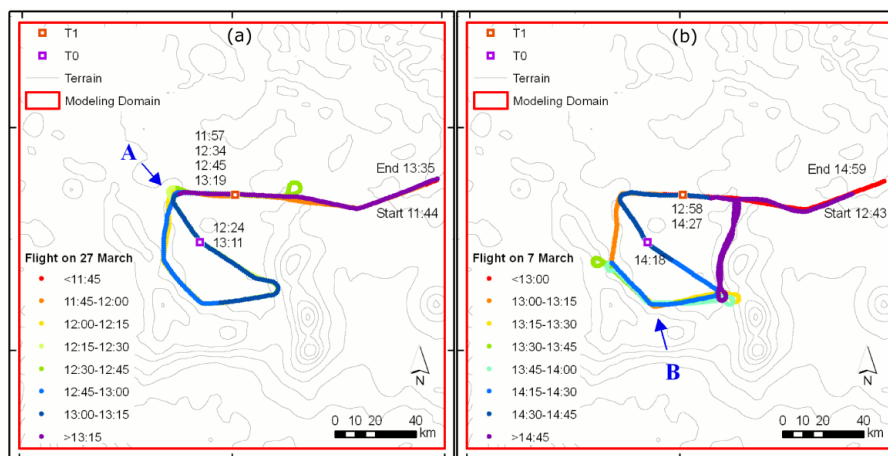 (a)
T1
T0
Terrain
Modeling Domain
A
11:57
12:34
12:45
13:19
End 13:35
Start 11:44
12:24
13:11
Flight on 27 March
<11:45
11:45-12:00
12:00-12:15
12:15-12:30
12:30-12:45
12:45-13:00
13:00-13:15
>13:15
N
0 10 20 40
km
(b)
T1
T0
Terrain
Modeling Domain
End 14:59
12:58
14:27
Start 12:43
14:18
Flight on 7 March
<13:00
13:00-13:15
13:15-13:30
13:30-13:45
13:45-14:00
14:15-14:30
14:30-14:45
>14:45
B
N
0 10 20 40
km